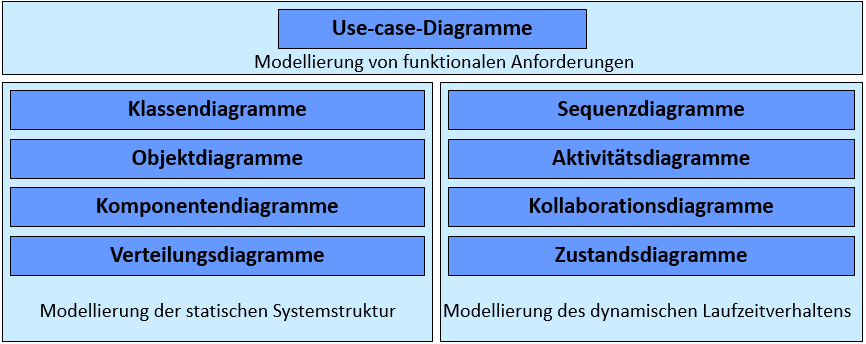 Use-case-Diagramme
Modellierung von funktionalen Anforderungen
Klassendiagramme
Objektdiagramme
Komponentendiagramme
Verteilungsdiagramme
Modellierung der statischen Systemstruktur
Sequenzdiagramme
Aktivitätsdiagramme
Kollaborationsdiagramme
Zustandsdiagramme
Modellierung des dynamischen Laufzeitverhaltens